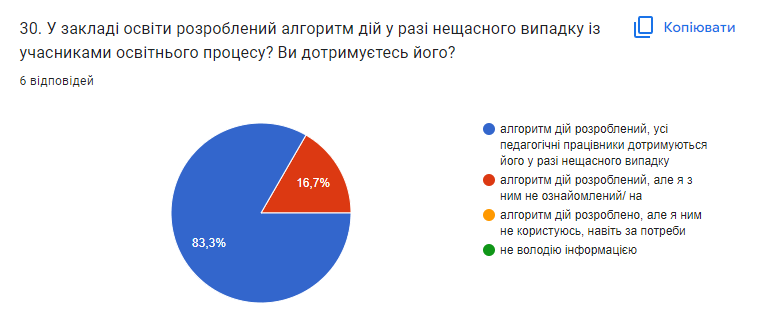 30. У закладі освіти розроблений алгоритм дій у разі нещасного випадку із
учасниками освітнього процесу? Ви дотримуєтесь його?
Копіювати
6 відповідей
алгоритм дій розроблений, усі
педагогічні працівники дотримуються
його у разі нещасного випадку
алгоритм дій розроблений, але я з
ним не ознайомлений/ на
алгоритм дій розроблено, але я ним
не користуюсь, навіть за потреби
не володію інформацією
16,7%
83,3%